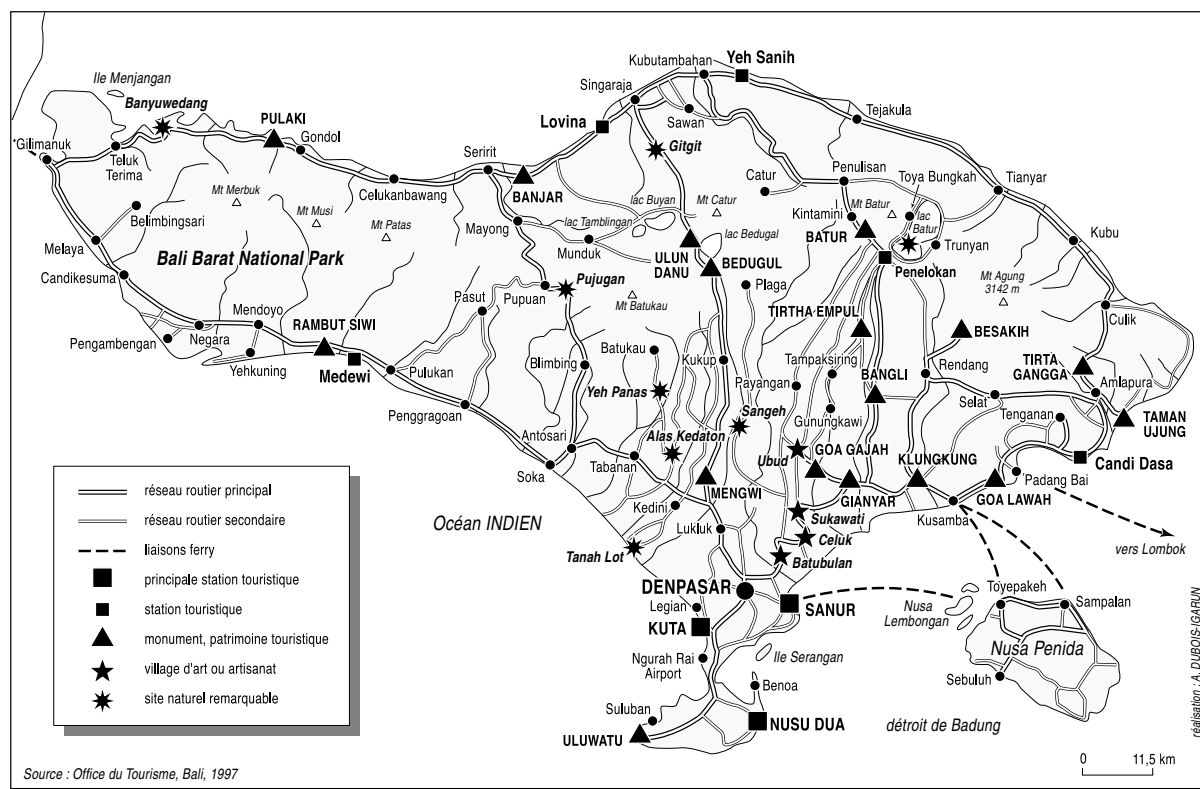 Ile Menjangan
Banyuwedang
PULAKI
Gilimanuk
Teluk
Terima
Gondol
Celukanbawang
Seririt
BANJAR
Lovina
Singaraja
Kubutambahan
Yeh Sanih
Sawan
Gitgit
Tejakula
Catur
Penulisan
Toya Bungkah
Tianyar
Mt Merbuk
Mt Musi
Mt Patas
Belimbingsari
Melaya
Bali Barat National Park
Candikesuma
Mayong
Munduk
lac Tamblingan
lac Buyan
Mt Catur
lac Bedugal
Kintamini
Mt Batur
lac
Batur
BATUR
Trunyan
Kubu
ULUN
DANU
BEDUGUL
Penelokan
Mt Agung
3142 m
Pujugan
Pupuan
Pasut
Mt Batukau
Plaga
TIRTHA EMPUL
BESAKIH
Culik
Mendoyo
RAMBUT SIWI
Negara
Pengambengan
Yehkuning
Medewi
Pulukan
Batukau
Blimbing
Kukup
Tampaksiring
Payangan
BANGLI
Rendang
TIRTA
GANGGA
Amlapura
Yeh Panas
Penggragoan
Sangeh
Gunungkawi
Selat
Tenganan
TAMAN
UJUNG
Antosari
Soka
Alas Kedaton
Tabanan
Ubud
GOA GAJAH
KLUNGKUNG
Candi Dasa
Padang Bai
MENGWI
GIANYAR
GOA LAWAH
Kedini
Lukluk
Sukawati
Kusamba
Celuk
Océan INDIEN
Tanah Lot
Batubulan
vers Lombok
DENPASAR
Legian
KUTA
SANUR
Toyepakeh
Sampalan
Nusa
Lembongan
Nusa Penida
Ngurah Rai
Airport
Ile Serangan
Sebuluh
Benoa
Suluban
NUSU DUA
ULUWATU
détroit de Badung
réseau routier principal
réseau routier secondaire
liaisons ferry
principale station touristique
station touristique
monument, patrimoine touristique
village d'art ou artisanat
site naturel remarquable
Source : Office du Tourisme, Bali, 1997
0 11,5 km
réalisation : A. DUBOIS-IGARUN